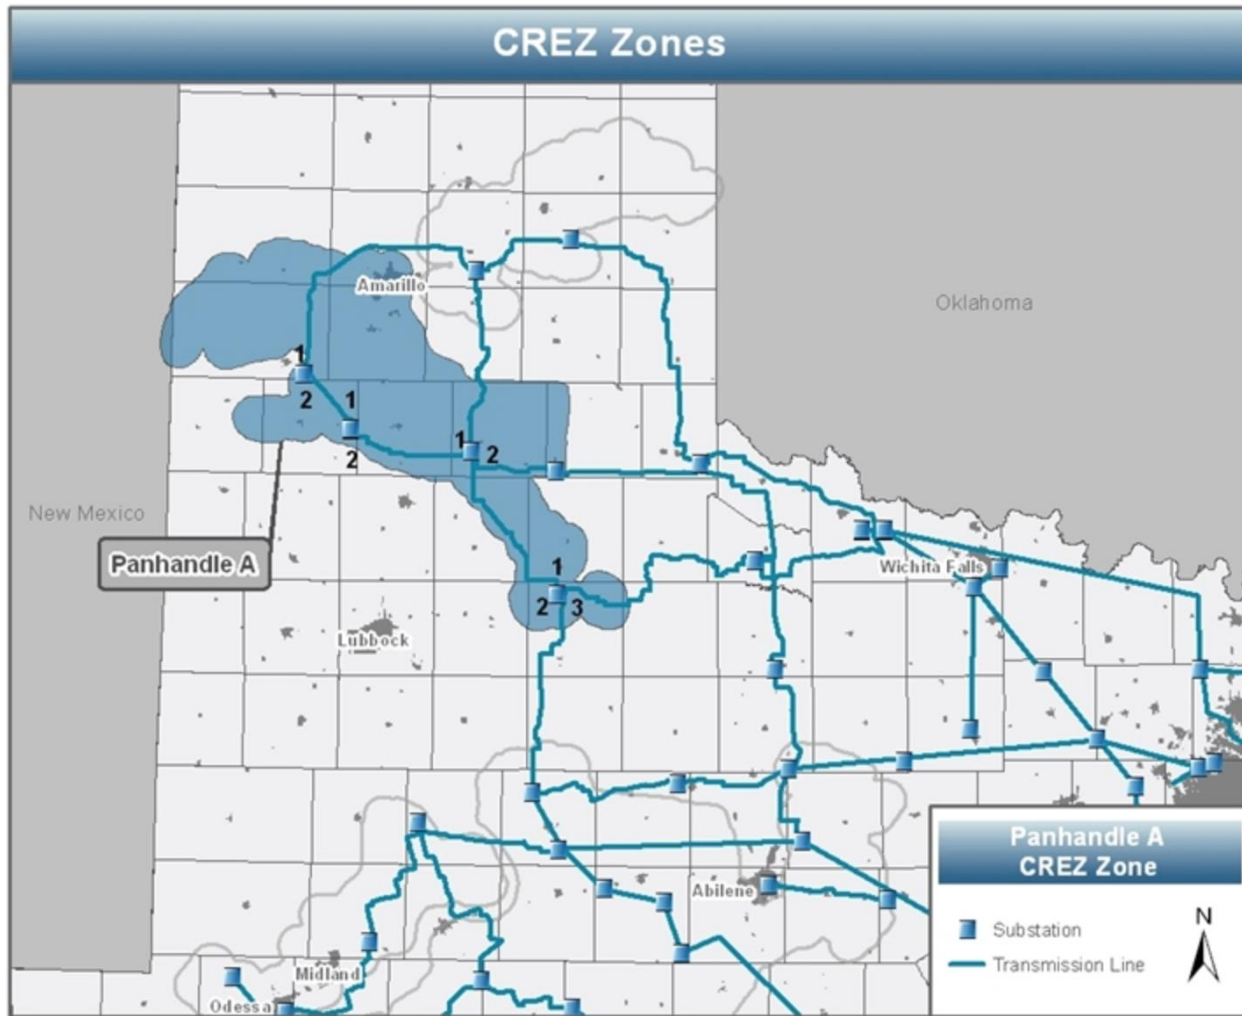 CREZ Zones
Amarillo
Oklahoma
1
2
1
2
1
2
New Mexico
Panhandle A
Wichita Falls
1
2
3
Lubbock
Abilene
Midland
Odessa
Panhandle A
CREZ Zone
Substation
Transmission Line
N